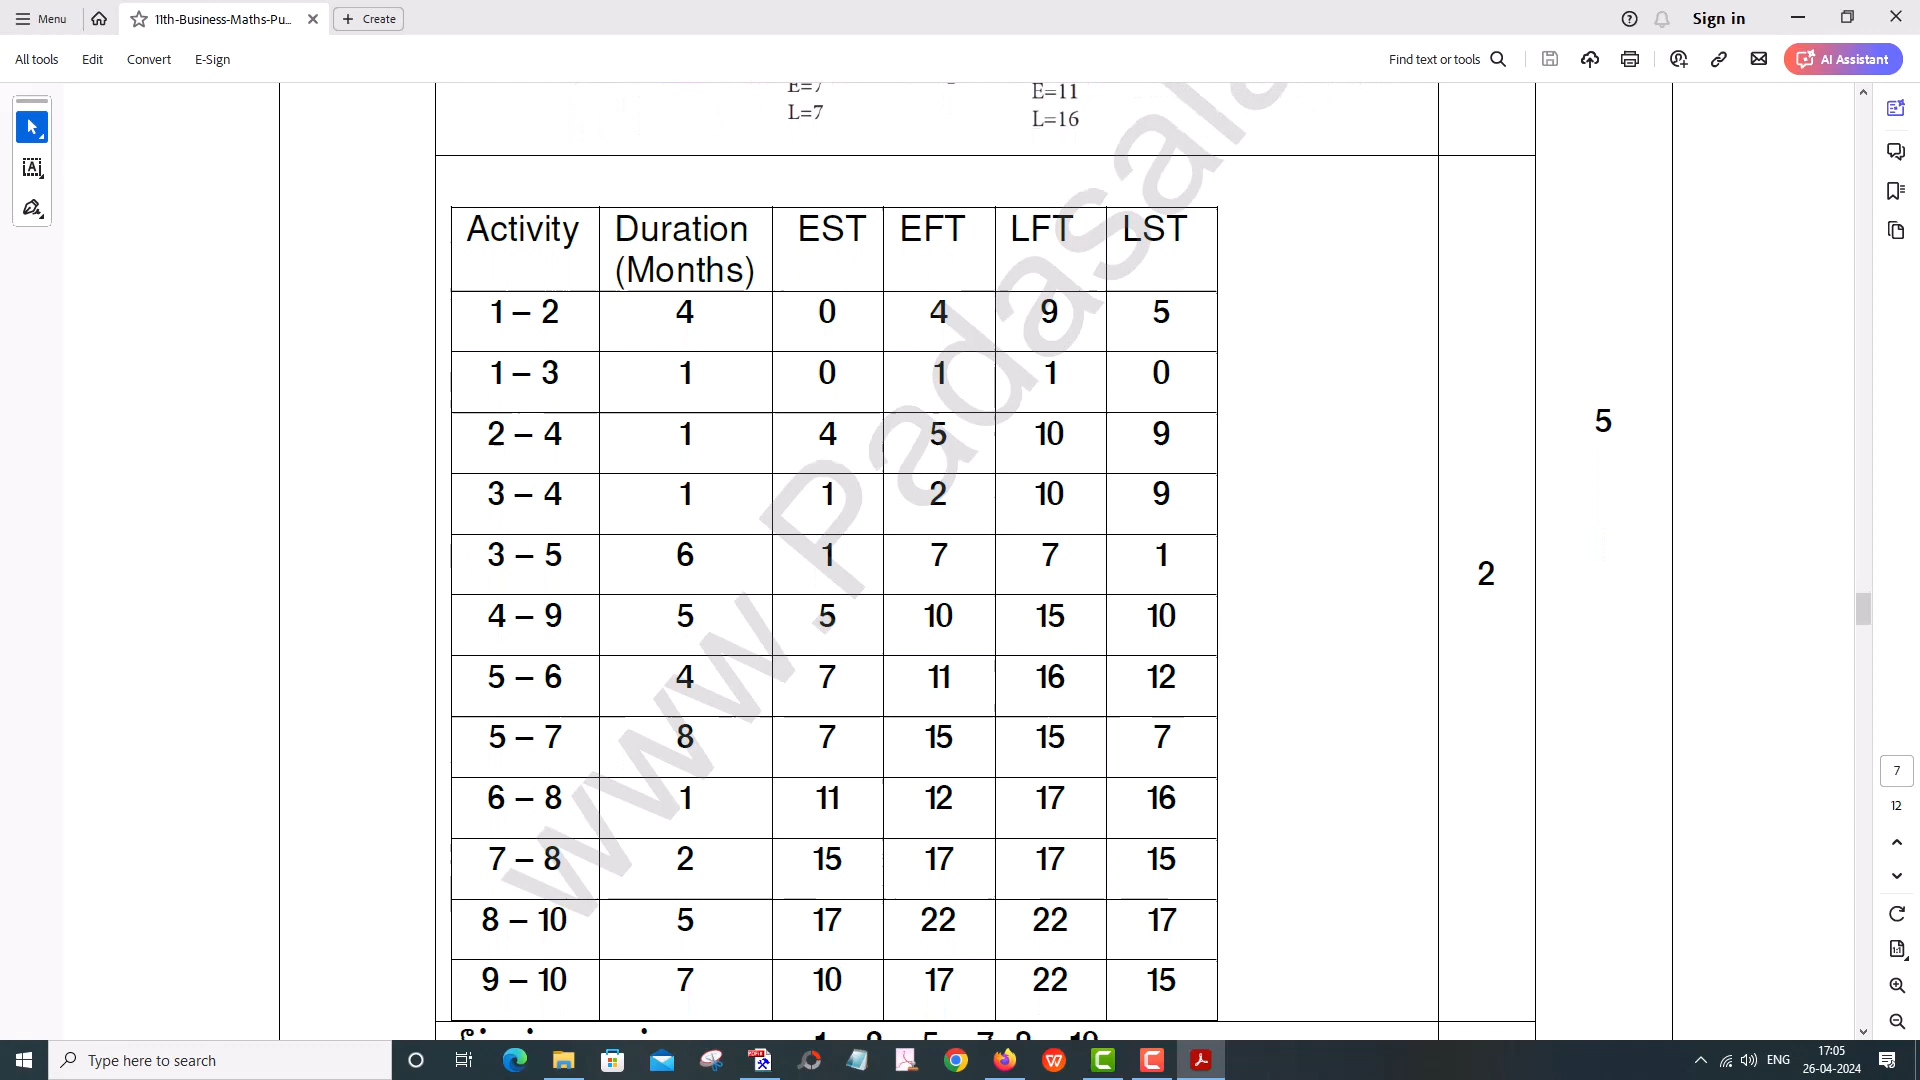 Menu
11th-Business-Maths-Pu...
Create
Sign in
All tools
Edit
Convert
E-Sign
Find text or tools
AI Assistant
E=7
L=7
E=11
L=16
Activity Duration (Months) EST EFT LFT LST
1 – 2 4 0 4 9 5
1 – 3 1 0 1 1 0
2 – 4 1 4 5 10 9
3 – 4 1 1 2 10 9
3 – 5 6 1 7 7 1
4 – 9 5 5 10 15 10
5 – 6 4 7 11 16 12
5 – 7 8 7 15 15 7
6 – 8 1 11 12 17 16
7 – 8 2 15 17 17 15
8 – 10 5 17 22 22 17
9 – 10 7 10 17 22 15
2
5
www.Padasala
7
12
Type here to search
ENG
17:05
26-04-2024